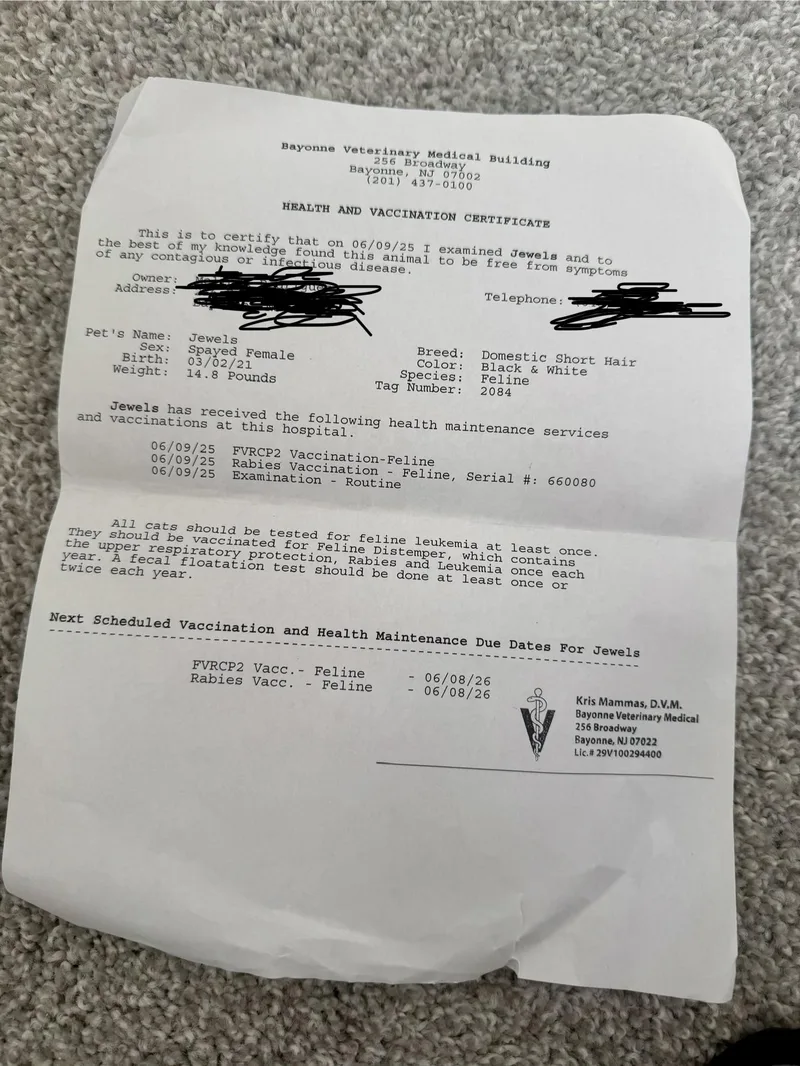 Bayonne Veterinary Medical Building
256 Broadway
Bayonne, NJ 07002
(201) 437-0100
HEALTH AND VACCINATION CERTIFICATE
This is to certify that on 06/09/25 I examined Jewels and to
the best of my knowledge found this animal to be free from symptoms
of any contagious or infectious disease.
Owner:
Address:
Telephone:
Pet's Name: Jewels
Sex: Spayed Female
Birth: 03/02/21
Weight: 14.8 Pounds
Breed: Domestic Short Hair
Color: Black & White
Species: Feline
Tag Number: 2084
Jewels has received the following health maintenance services
and vaccinations at this hospital.
06/09/25 FVRCP2 Vaccination-Feline
06/09/25 Rabies Vaccination - Feline, Serial #: 660080
06/09/25 Examination - Routine
All cats should be tested for feline leukemia at least once.
They should be vaccinated for Feline Distemper, which contains
the upper respiratory protection, Rabies and Leukemia once each
year. A fecal floatation test should be done at least once or
twice each year.
Next Scheduled Vaccination and Health Maintenance Due Dates For Jewels
FVRCP2 Vacc.- Feline - 06/08/26
Rabies Vacc. - Feline - 06/08/26
Kris Mammas, D.V.M.
Bayonne Veterinary Medical
256 Broadway
Bayonne, NJ 07022
Lic.# 29V100294400